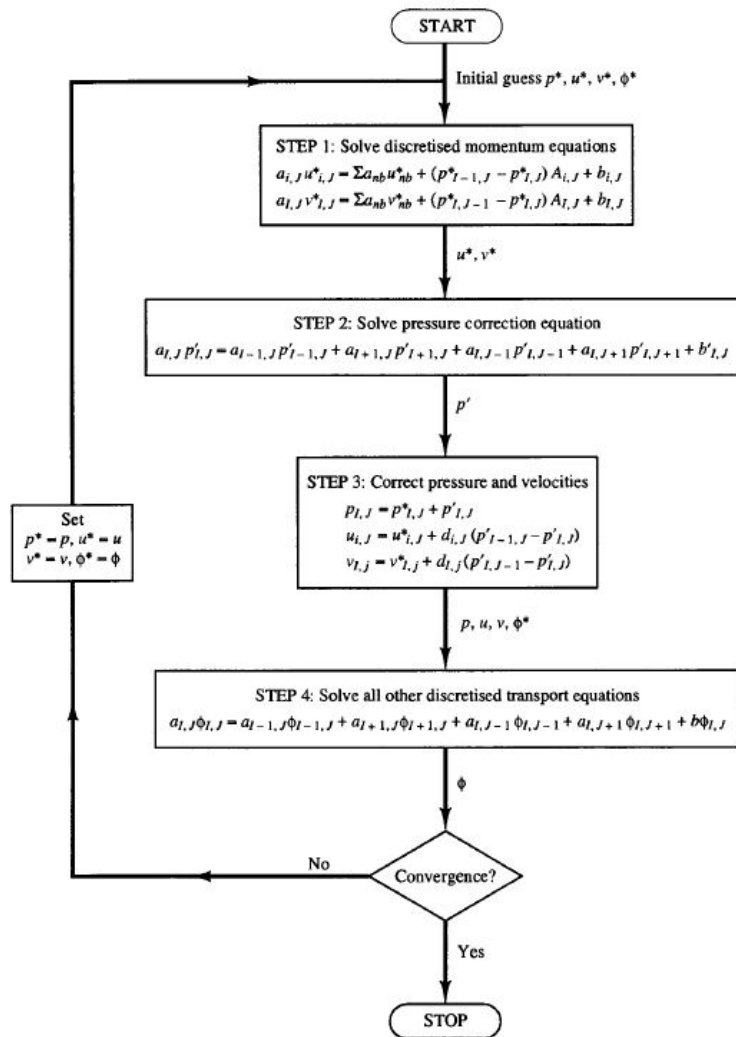 START
Initial guess p*, u*, v*, ϕ*
STEP 1: Solve discretised momentum equations
a_{i,J} u*_{i,J} = Σa_{nb} u*_{nb} + (p*_{I−1,J} − p*_{I,J}) A_{i,J} + b_{i,J}
a_{I,J} v*_{I,J} = Σa_{nb} v*_{nb} + (p*_{I,J−1} − p*_{I,J}) A_{I,J} + b_{I,J}
u*, v*
STEP 2: Solve pressure correction equation
a_{I,J} p′_{I,J} = a_{I−1,J} p′_{I−1,J} + a_{I+1,J} p′_{I+1,J} + a_{I,J−1} p′_{I,J−1} + a_{I,J+1} p′_{I,J+1} + b′_{I,J}
p′
STEP 3: Correct pressure and velocities
p_{I,J} = p*_{I,J} + p′_{I,J}
u_{i,J} = u*_{i,J} + d_{i,J} (p′_{I−1,J} − p′_{I,J})
v_{I,j} = v*_{I,j} + d_{I,j} (p′_{I,J−1} − p′_{I,J})
Set
p* = p, u* = u
v* = v, ϕ* = ϕ
p, u, v, ϕ*
STEP 4: Solve all other discretised transport equations
a_{I,J} ϕ_{I,J} = a_{I−1,J} ϕ_{I−1,J} + a_{I+1,J} ϕ_{I+1,J} + a_{I,J−1} ϕ_{I,J−1} + a_{I,J+1} ϕ_{I,J+1} + bϕ_{I,J}
ϕ
No
Convergence?
Yes
STOP